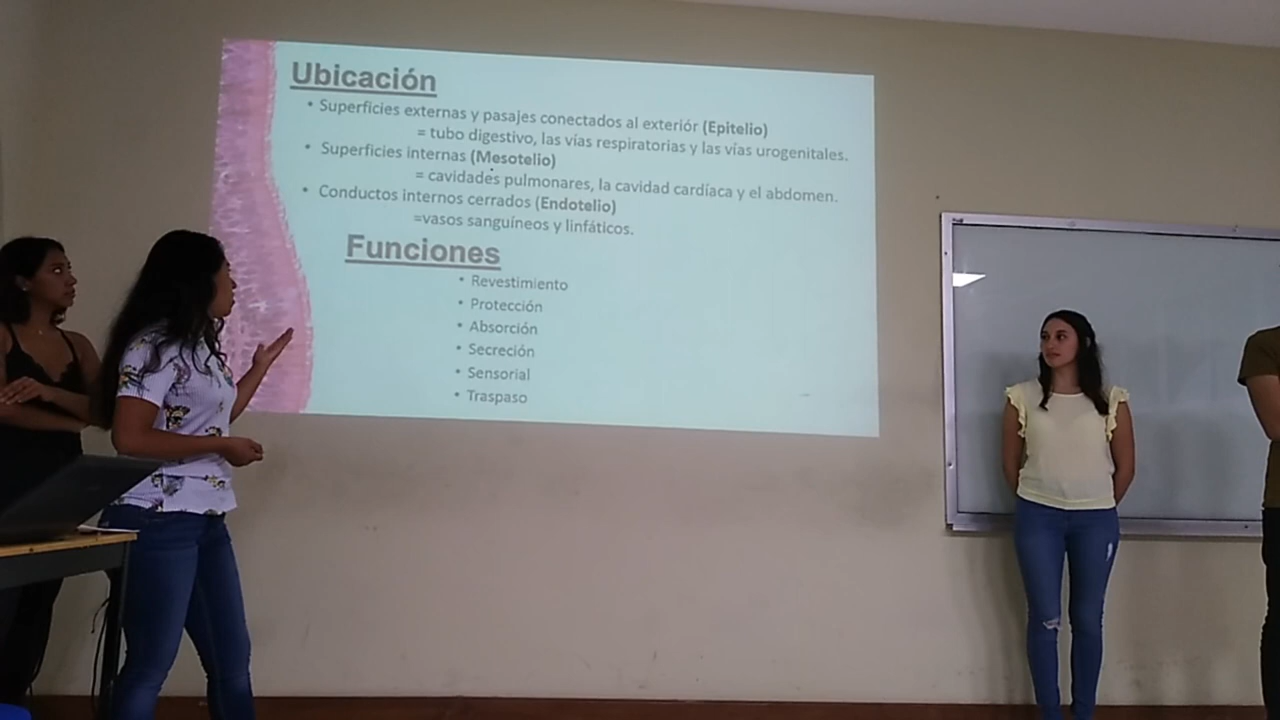 Ubicación
• Superficies externas y pasajes conectados al exteriór (Epitelio)
= tubo digestivo, las vías respiratorias y las vías urogenitales.
• Superficies internas (Mesotelio)
= cavidades pulmonares, la cavidad cardíaca y el abdomen.
• Conductos internos cerrados (Endotelio)
=vasos sanguíneos y linfáticos.
Funciones
• Revestimiento
• Protección
• Absorción
• Secreción
• Sensorial
• Traspaso